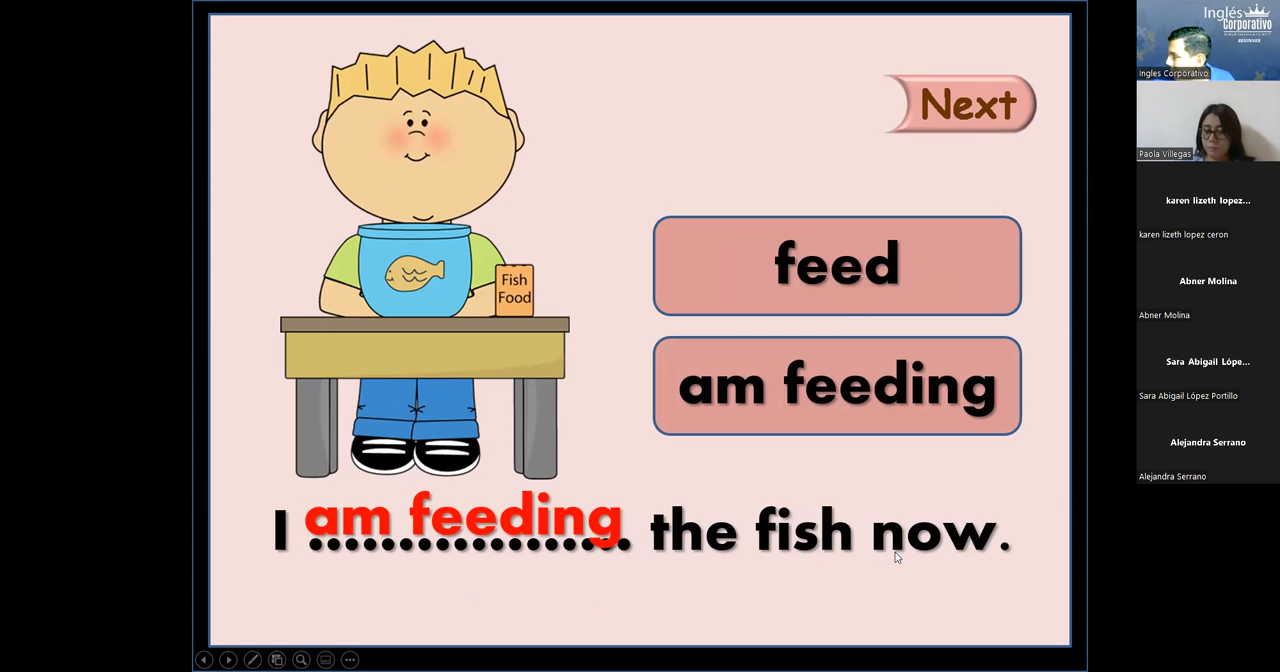 Next
Fish
Food
feed
am feeding
I am feeding the fish now.
Inglés
Corporativo
BEGINNER
Ingles Corporativo
Paola Villegas
karen lizeth lopez...
karen lizeth lopez ceron
Abner Molina
Abner Molina
Sara Abigail Lópe...
Sara Abigail López Portillo
Alejandra Serrano
Alejandra Serrano